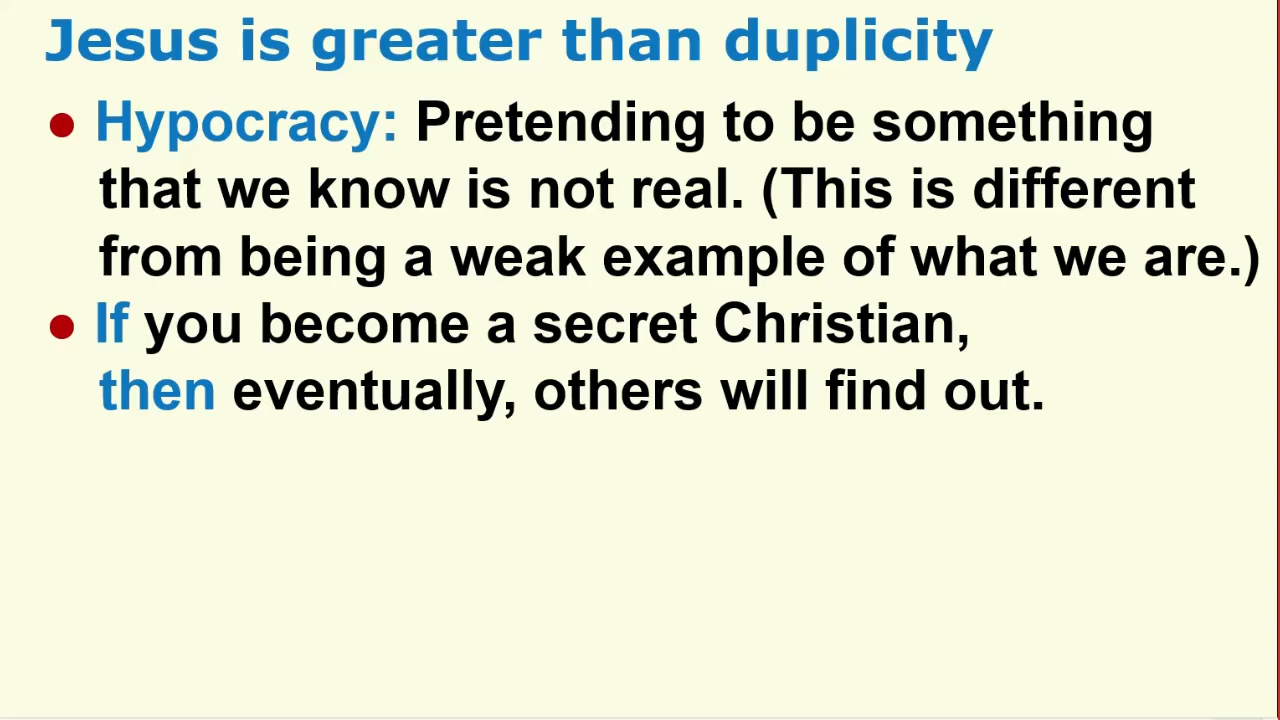 Jesus is greater than duplicity
● Hypocracy: Pretending to be something
that we know is not real. (This is different
from being a weak example of what we are.)
● If you become a secret Christian,
then eventually, others will find out.